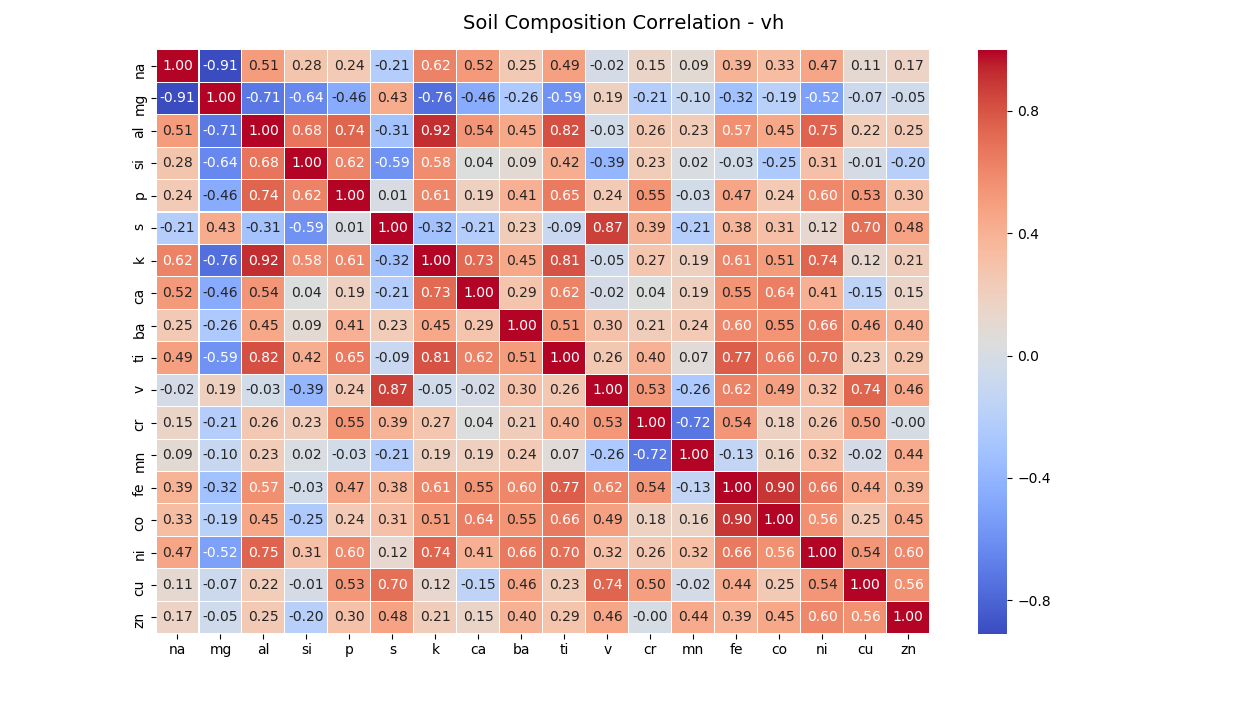 Soil Composition Correlation - vh
na 1.00 -0.91 0.51 0.28 0.24 -0.21 0.62 0.52 0.25 0.49 -0.02 0.15 0.09 0.39 0.33 0.47 0.11 0.17
mg -0.91 1.00 -0.71 -0.64 -0.46 0.43 -0.76 -0.46 -0.26 -0.59 0.19 -0.21 -0.10 -0.32 -0.19 -0.52 -0.07 -0.05
al 0.51 -0.71 1.00 0.68 0.74 -0.31 0.92 0.54 0.45 0.82 -0.03 0.26 0.23 0.57 0.45 0.75 0.22 0.25
si 0.28 -0.64 0.68 1.00 0.62 -0.59 0.58 0.04 0.09 0.42 -0.39 0.23 0.02 -0.03 -0.25 0.31 -0.01 -0.20
p 0.24 -0.46 0.74 0.62 1.00 0.01 0.61 0.19 0.41 0.65 0.24 0.55 -0.03 0.47 0.24 0.60 0.53 0.30
s -0.21 0.43 -0.31 -0.59 0.01 1.00 -0.32 -0.21 0.23 -0.09 0.87 0.39 -0.21 0.38 0.31 0.12 0.70 0.48
k 0.62 -0.76 0.92 0.58 0.61 -0.32 1.00 0.73 0.45 0.81 -0.05 0.27 0.19 0.61 0.51 0.74 0.12 0.21
ca 0.52 -0.46 0.54 0.04 0.19 -0.21 0.73 1.00 0.29 0.62 -0.02 0.04 0.19 0.55 0.64 0.41 -0.15 0.15
ba 0.25 -0.26 0.45 0.09 0.41 0.23 0.45 0.29 1.00 0.51 0.30 0.21 0.24 0.60 0.55 0.66 0.46 0.40
ti 0.49 -0.59 0.82 0.42 0.65 -0.09 0.81 0.62 0.51 1.00 0.26 0.40 0.07 0.77 0.66 0.70 0.23 0.29
v -0.02 0.19 -0.03 -0.39 0.24 0.87 -0.05 -0.02 0.30 0.26 1.00 0.53 -0.26 0.62 0.49 0.32 0.74 0.46
cr 0.15 -0.21 0.26 0.23 0.55 0.39 0.27 0.04 0.21 0.40 0.53 1.00 -0.72 0.54 0.18 0.26 0.50 -0.00
mn 0.09 -0.10 0.23 0.02 -0.03 -0.21 0.19 0.19 0.24 0.07 -0.26 -0.72 1.00 -0.13 0.16 0.32 -0.02 0.44
fe 0.39 -0.32 0.57 -0.03 0.47 0.38 0.61 0.55 0.60 0.77 0.62 0.54 -0.13 1.00 0.90 0.66 0.44 0.39
co 0.33 -0.19 0.45 -0.25 0.24 0.31 0.51 0.64 0.55 0.66 0.49 0.18 0.16 0.90 1.00 0.56 0.25 0.45
ni 0.47 -0.52 0.75 0.31 0.60 0.12 0.74 0.41 0.66 0.70 0.32 0.26 0.32 0.66 0.56 1.00 0.54 0.60
cu 0.11 -0.07 0.22 -0.01 0.53 0.70 0.12 -0.15 0.46 0.23 0.74 0.50 -0.02 0.44 0.25 0.54 1.00 0.56
zn 0.17 -0.05 0.25 -0.20 0.30 0.48 0.21 0.15 0.40 0.29 0.46 -0.00 0.44 0.39 0.45 0.60 0.56 1.00
na mg al si p s k ca ba ti v cr mn fe co ni cu zn
0.8
0.4
0.0
−0.4
−0.8